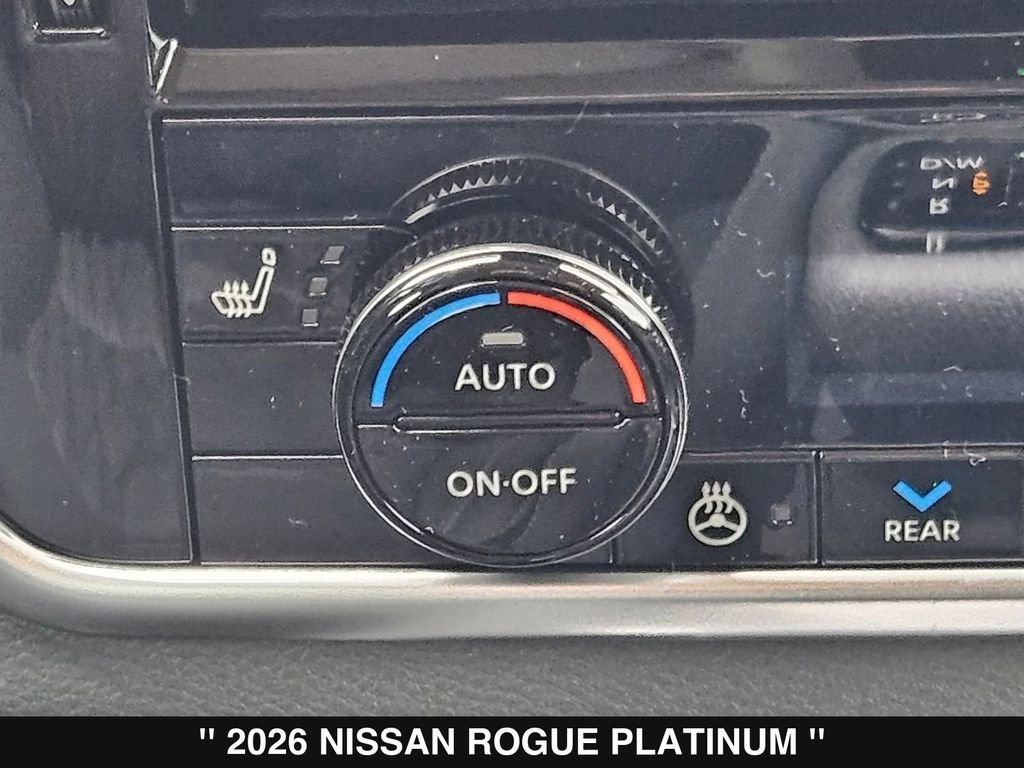 D/W
N
R
AUTO
ON·OFF
REAR
" 2026 NISSAN ROGUE PLATINUM "